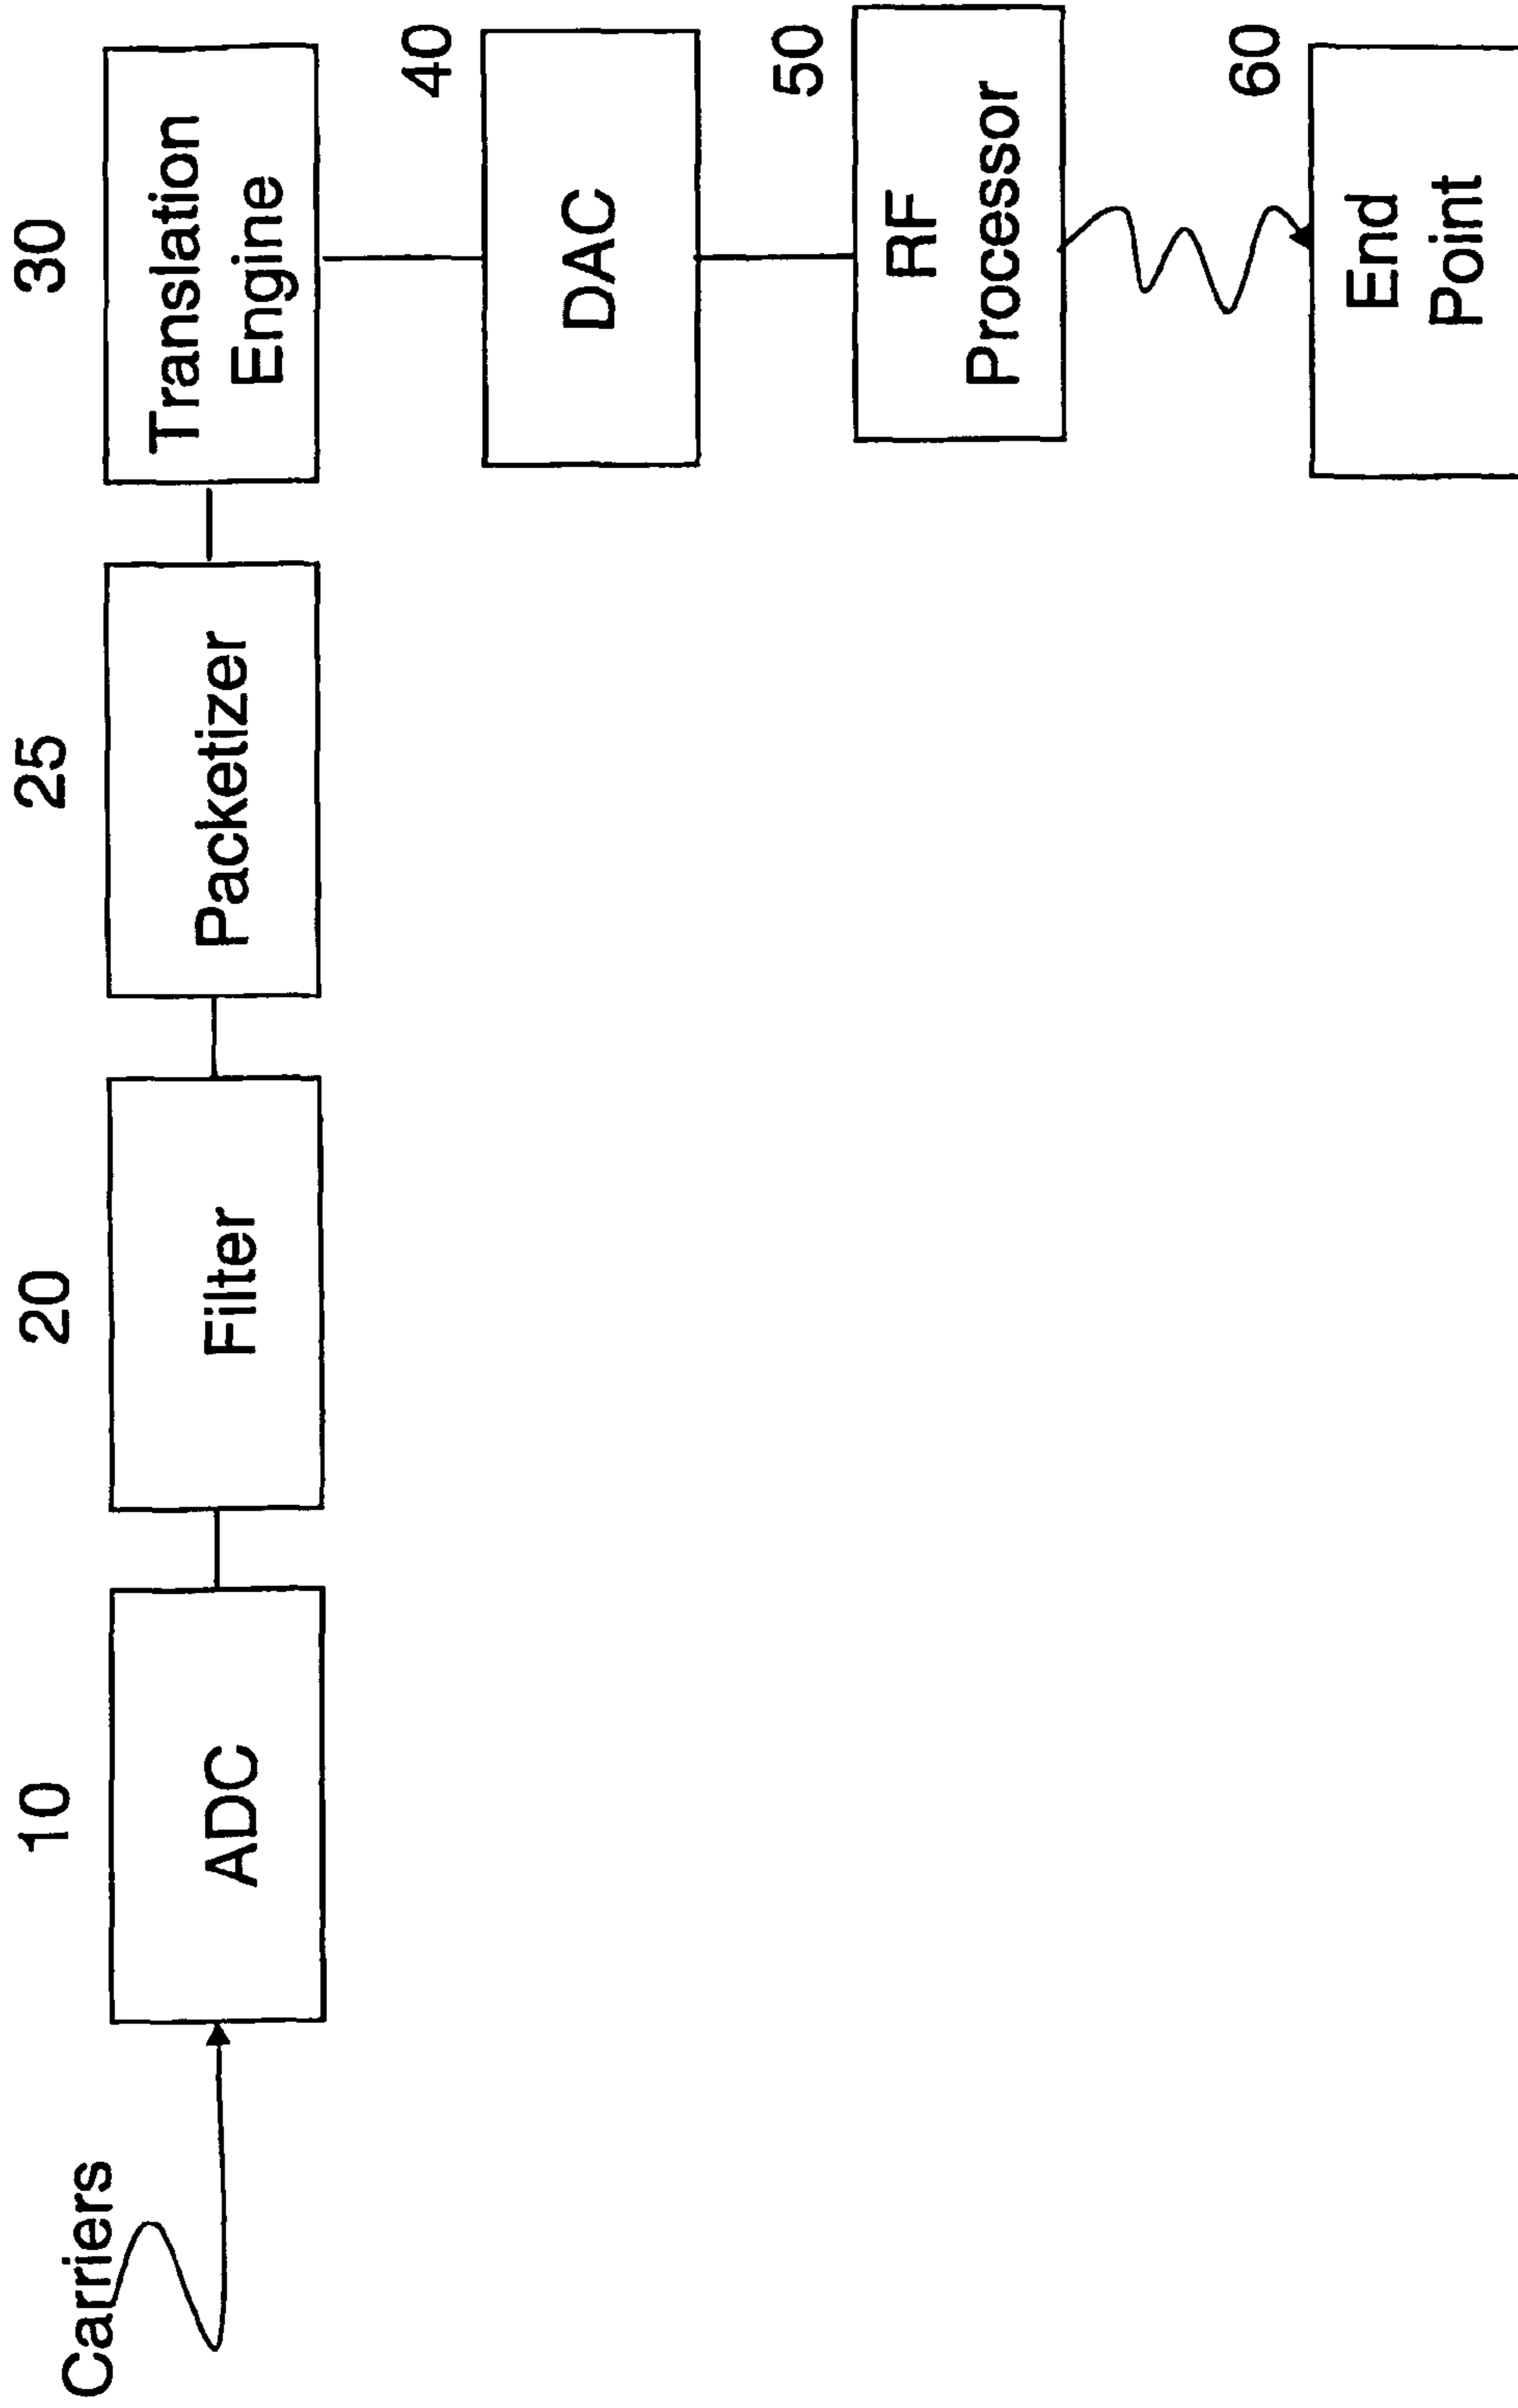 Carriers
10
ADC
20
Filter
25
Packetizer
30
Translation
Engine
40
DAC
50
RF
Processor
60
End
Point